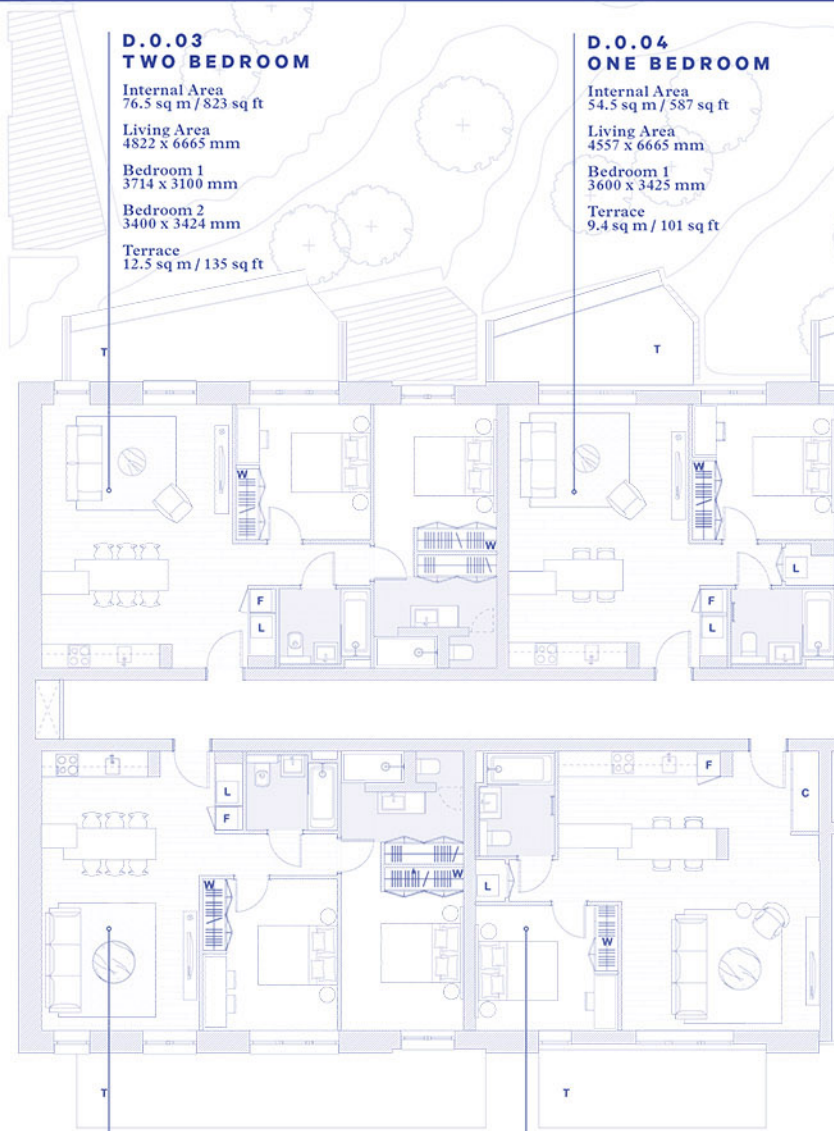 D.0.03
TWO BEDROOM
Internal Area
76.5 sq m / 823 sq ft
Living Area
4822 x 6665 mm
Bedroom 1
3714 x 3100 mm
Bedroom 2
3400 x 3424 mm
Terrace
12.5 sq m / 135 sq ft
D.0.04
ONE BEDROOM
Internal Area
54.5 sq m / 587 sq ft
Living Area
4557 x 6665 mm
Bedroom 1
3600 x 3425 mm
Terrace
9.4 sq m / 101 sq ft
T
T
W
W
W
L
F
L
F
L
L
F
F
C
W
W
L
W
T
T